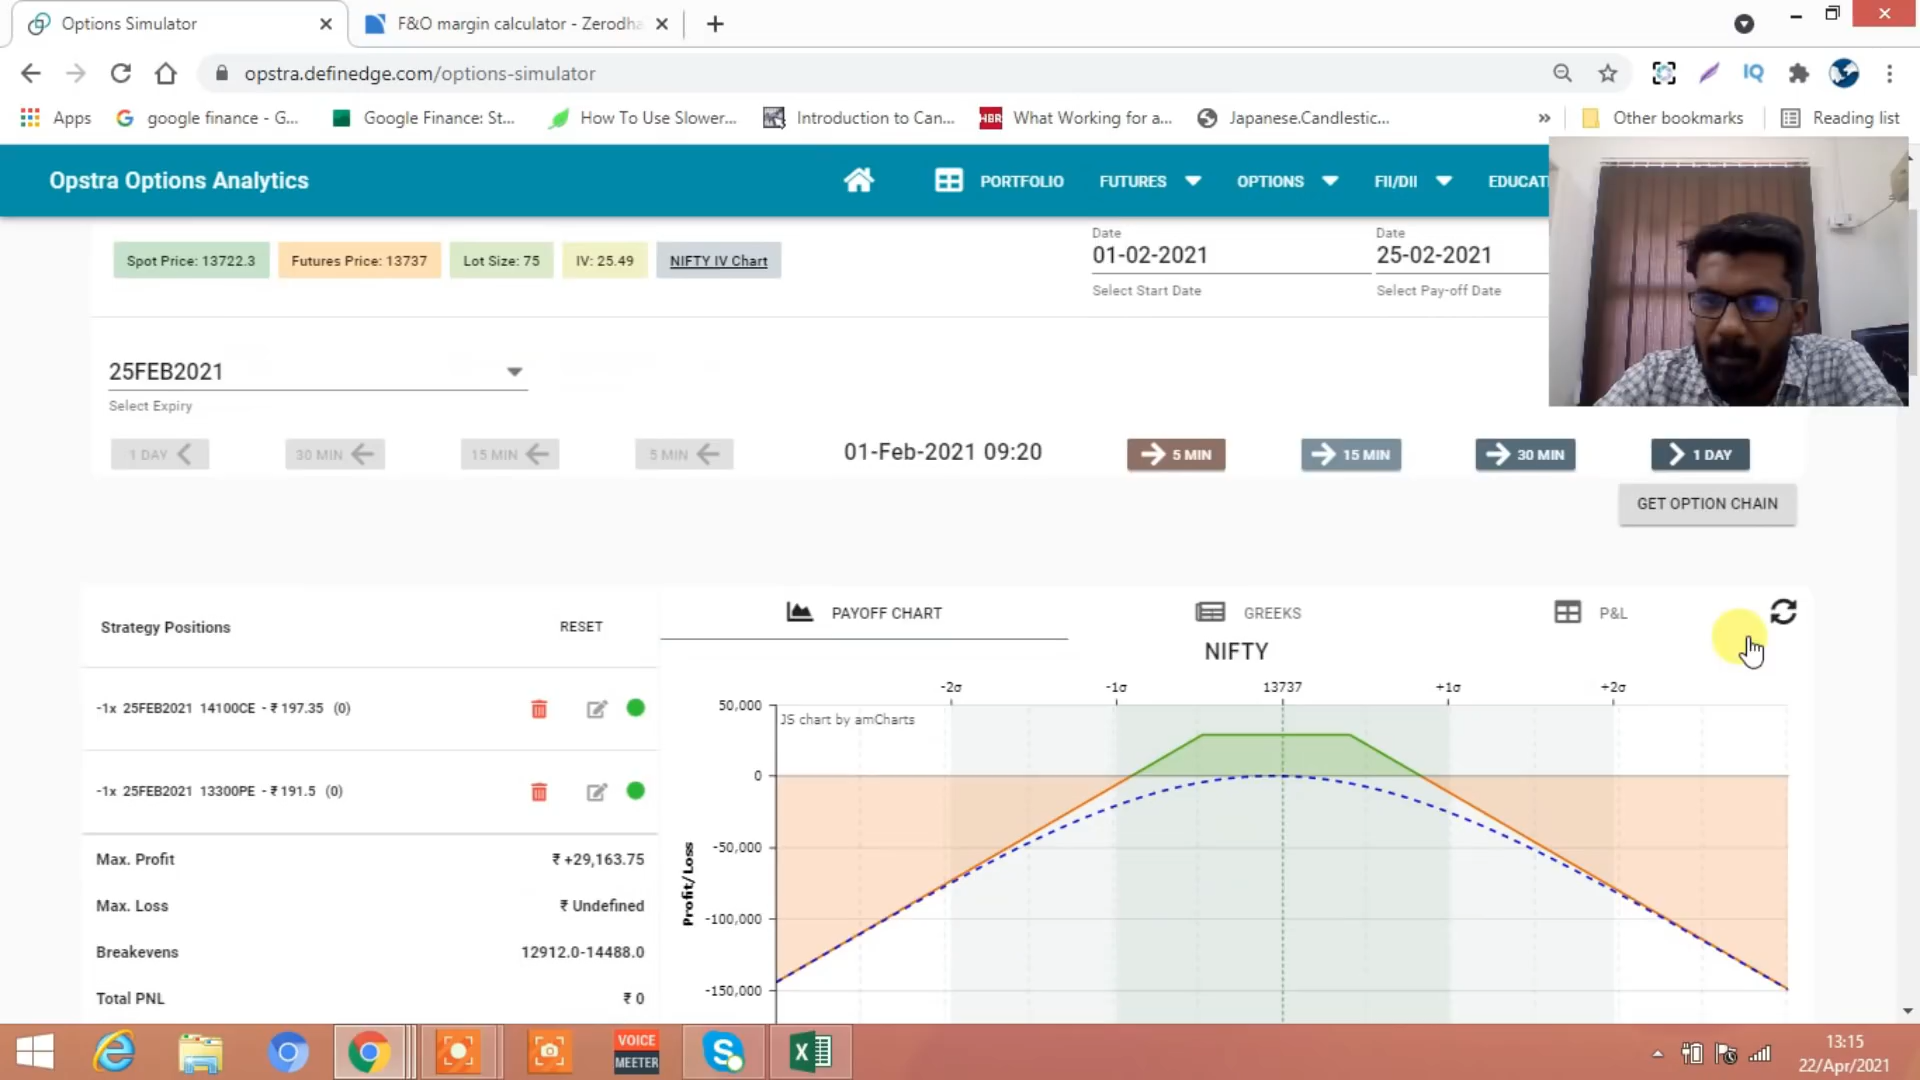 Options Simulator
F&O margin calculator - Zerodha
opstra.definedge.com/options-simulator
IQ
Apps
google finance - G...
Google Finance: St...
How To Use Slower...
Introduction to Can...
HBR
What Working for a...
Japanese.Candlestic...
»
Other bookmarks
Reading list
Opstra Options Analytics
PORTFOLIO
FUTURES
OPTIONS
FII/DII
EDUCATI
Spot Price: 13722.3
Futures Price: 13737
Lot Size: 75
IV: 25.49
NIFTY IV Chart
Date
01-02-2021
Select Start Date
Date
25-02-2021
Select Pay-off Date
25FEB2021
Select Expiry
1 DAY
30 MIN
15 MIN
5 MIN
01-Feb-2021 09:20
5 MIN
15 MIN
30 MIN
1 DAY
GET OPTION CHAIN
Strategy Positions
RESET
-1x 25FEB2021 14100CE - ₹ 197.35 (0)
-1x 25FEB2021 13300PE - ₹ 191.5 (0)
Max. Profit
₹ +29,163.75
Max. Loss
₹ Undefined
Breakevens
12912.0-14488.0
Total PNL
₹ 0
PAYOFF CHART
GREEKS
P&L
NIFTY
-2σ
-1σ
13737
+1σ
+2σ
JS chart by amCharts
50,000
0
-50,000
-100,000
-150,000
Profit/Loss
VOICE
MEETER
13:15
22/Apr/2021